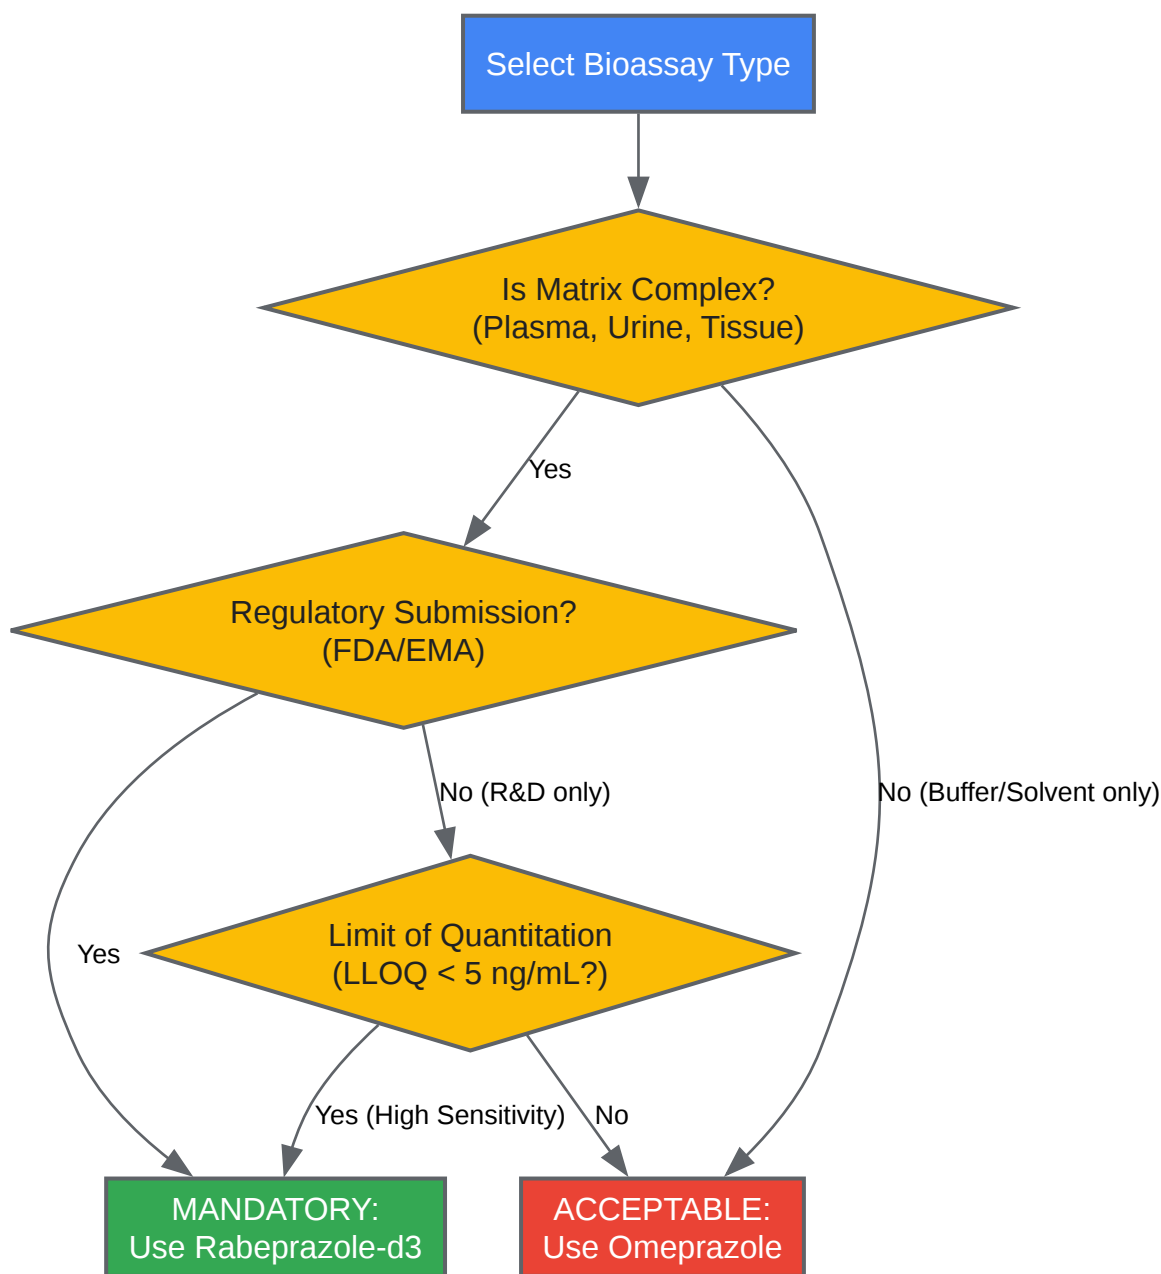 Select Bioassay Type
Is Matrix Complex?
(Plasma, Urine, Tissue)
Yes
Regulatory Submission?
(FDA/EMA)
No (R&D only)
No (Buffer/Solvent only)
Limit of Quantitation
(LLOQ < 5 ng/mL?)
Yes
Yes (High Sensitivity)
No
MANDATORY:
Use Rabeprazole-d3
ACCEPTABLE:
Use Omeprazole